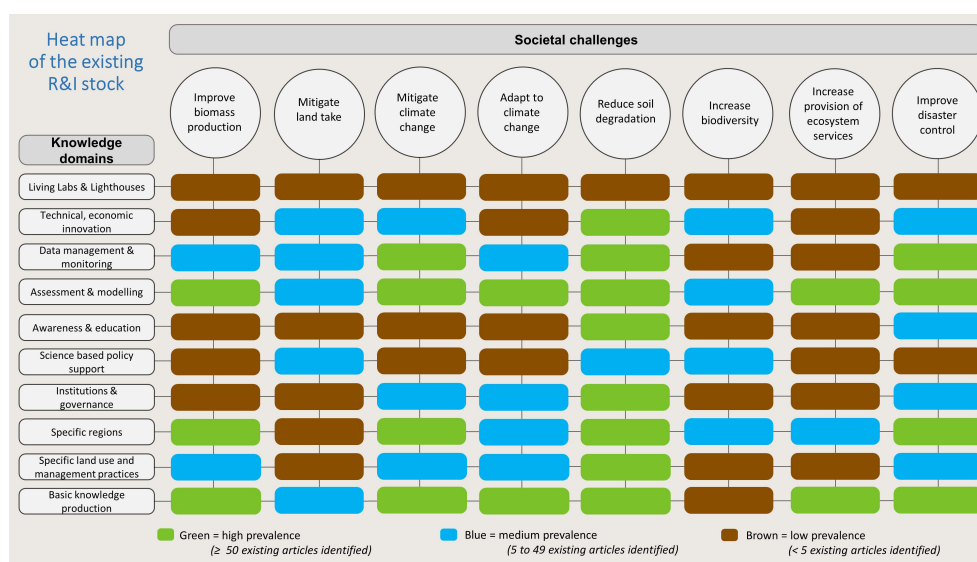 Heat map
of the existing
R&I stock
Societal challenges
Improve
biomass
production
Mitigate
land take
Mitigate
climate
change
Adapt to
climate
change
Reduce soil
degradation
Increase
biodiversity
Increase
provision of
ecosystem
services
Improve
disaster
control
Knowledge
domains
Living Labs & Lighthouses
Technical, economic
innovation
Data management &
monitoring
Assessment & modelling
Awareness & education
Science based policy
support
Institutions &
governance
Specific regions
Specific land use and
management practices
Basic knowledge
production
Green = high prevalence
(≥ 50 existing articles identified)
Blue = medium prevalence
(5 to 49 existing articles identified)
Brown = low prevalence
(< 5 existing articles identified)